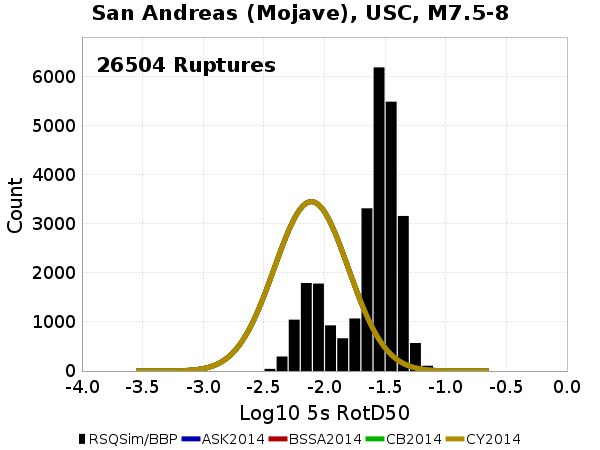 San Andreas (Mojave), USC, M7.5-8
26504 Ruptures
Count
6000
5000
4000
3000
2000
1000
0
-4.0 -3.5 -3.0 -2.5 -2.0 -1.5 -1.0 -0.5 0.0
Log10 5s RotD50
RSQSim/BBP ASK2014 BSSA2014 CB2014 CY2014